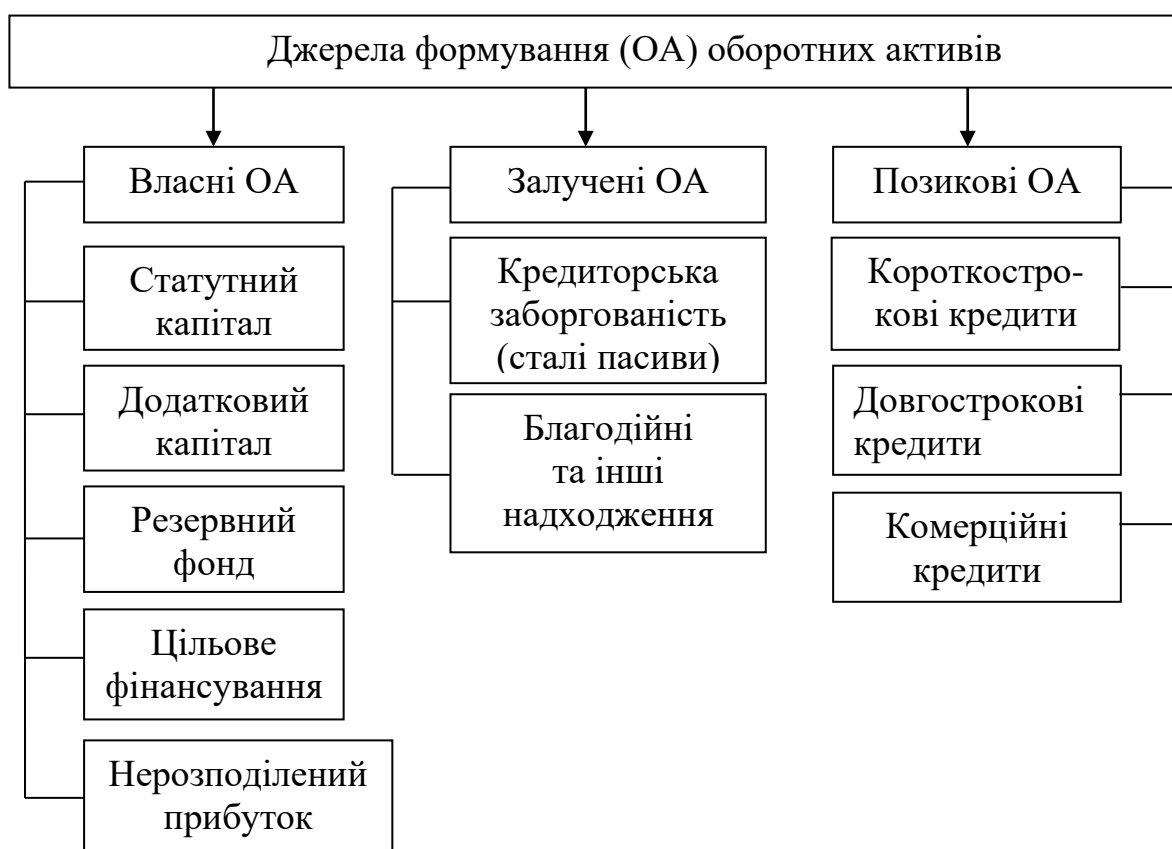 Джерела формування (ОА) оборотних активів
Власні ОА
Статутний
капітал
Додатковий
капітал
Резервний
фонд
Цільове
фінансування
Нерозподілений
прибуток
Залучені ОА
Кредиторська
заборгованість
(сталі пасиви)
Благодійні
та інші
надходження
Позикові ОА
Короткостро-
кові кредити
Довгострокові
кредити
Комерційні
кредити